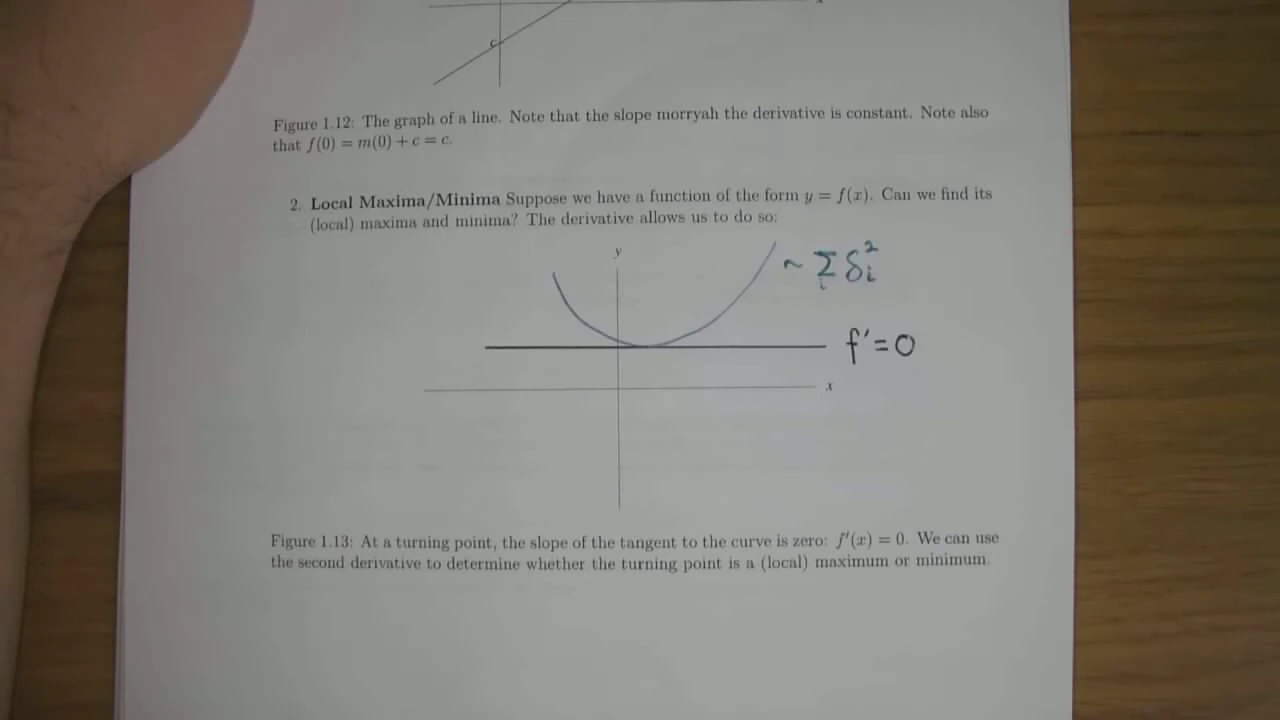 c
Figure 1.12: The graph of a line. Note that the slope morryah the derivative is constant. Note also
that f(0) = m(0) + c = c.
2. Local Maxima/Minima Suppose we have a function of the form y = f(x). Can we find its
(local) maxima and minima? The derivative allows us to do so:
y
~ Σ δᵢ²
i
f′=0
x
Figure 1.13: At a turning point, the slope of the tangent to the curve is zero: f′(x) = 0. We can use
the second derivative to determine whether the turning point is a (local) maximum or minimum.